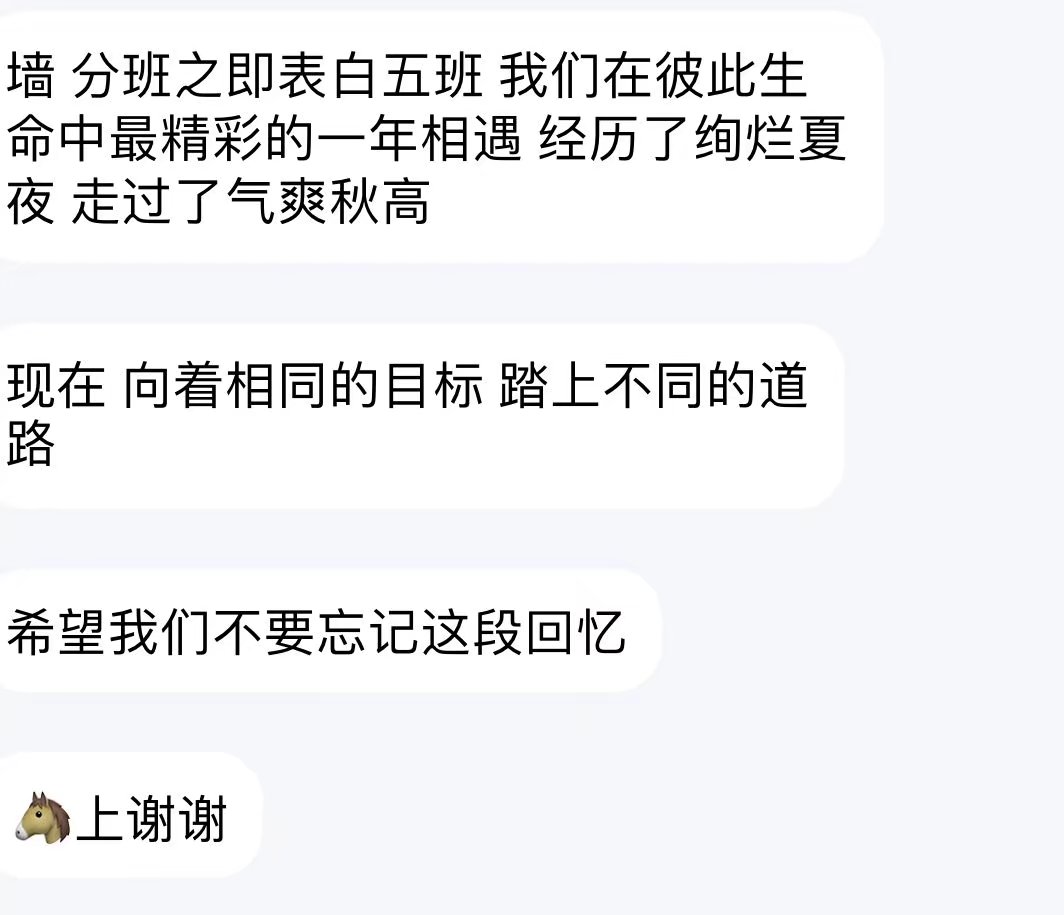 墙 分班之即表白五班 我们在彼此生
命中最精彩的一年相遇 经历了绚烂夏
夜 走过了气爽秋高
现在 向着相同的目标 踏上不同的道
路
希望我们不要忘记这段回忆
🐴上谢谢